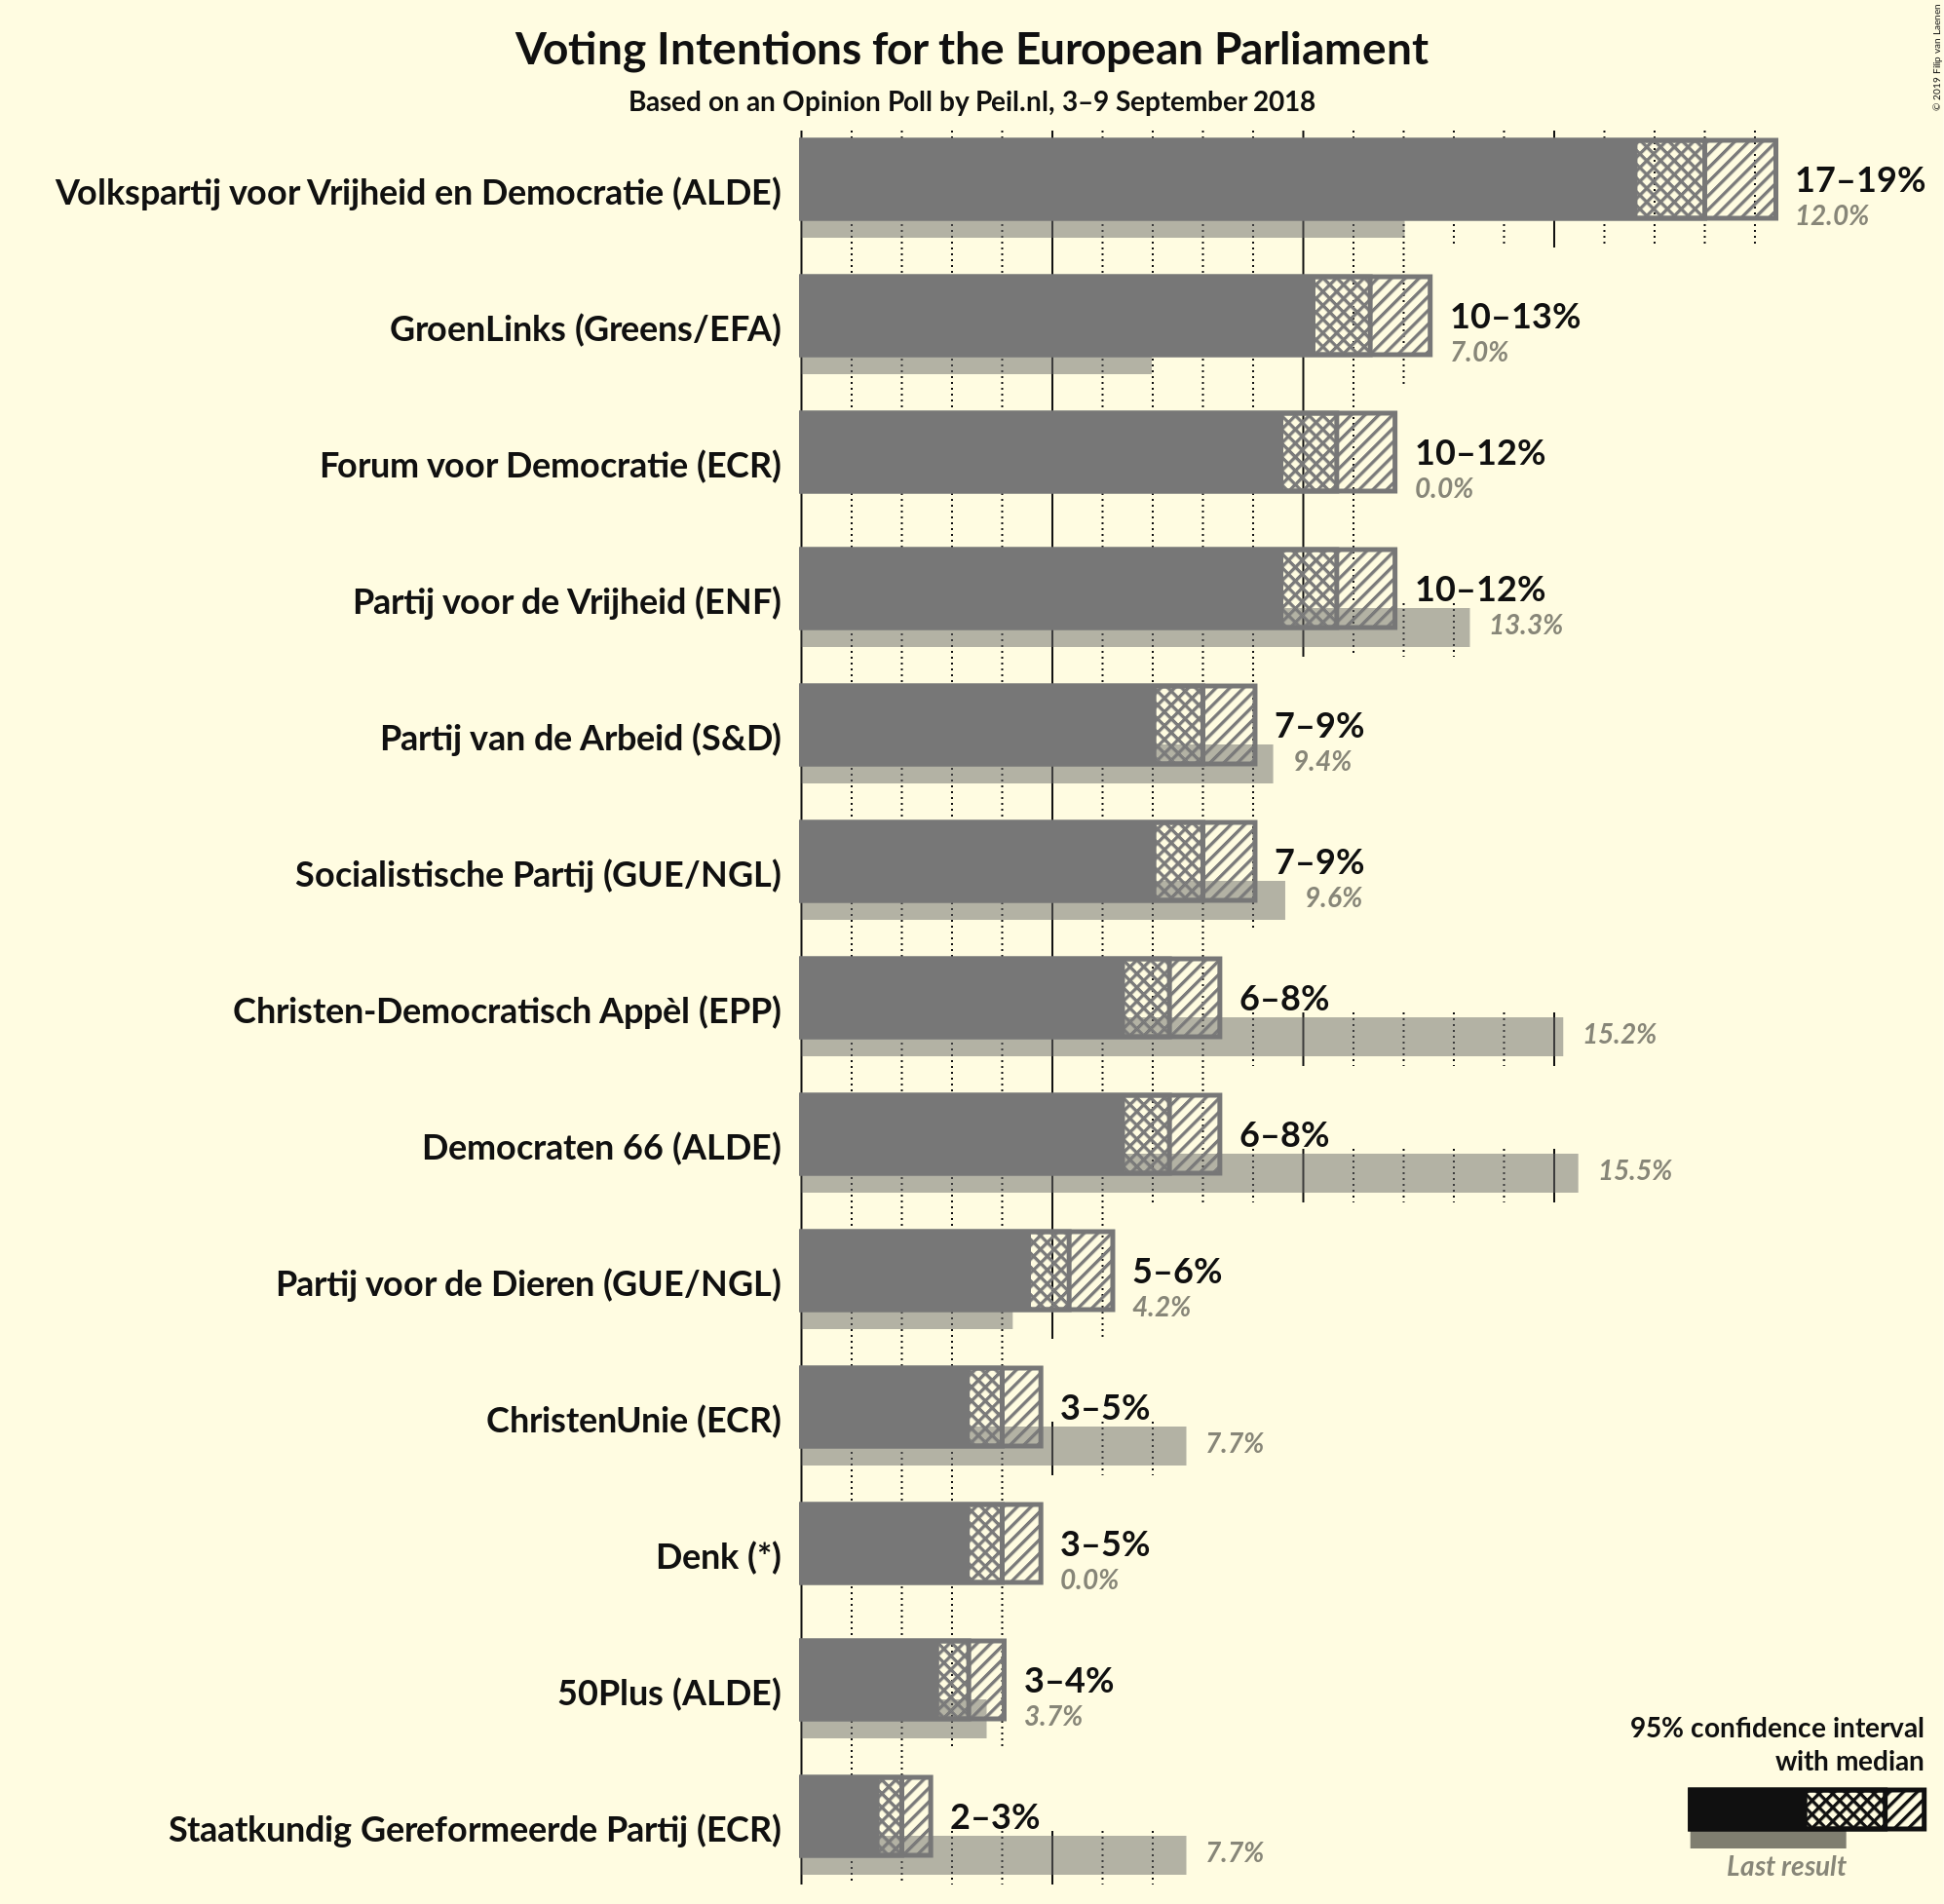 Voting Intentions for the European Parliament
Based on an Opinion Poll by Peil.nl, 3–9 September 2018
© 2019 Filip van Laenen
Volkspartij voor Vrijheid en Democratie (ALDE)
17–19%
12.0%
GroenLinks (Greens/EFA)
10–13%
7.0%
Forum voor Democratie (ECR)
10–12%
0.0%
Partij voor de Vrijheid (ENF)
10–12%
13.3%
Partij van de Arbeid (S&D)
7–9%
9.4%
Socialistische Partij (GUE/NGL)
7–9%
9.6%
Christen-Democratisch Appèl (EPP)
6–8%
15.2%
Democraten 66 (ALDE)
6–8%
15.5%
Partij voor de Dieren (GUE/NGL)
5–6%
4.2%
ChristenUnie (ECR)
3–5%
7.7%
Denk (*)
3–5%
0.0%
50Plus (ALDE)
3–4%
3.7%
Staatkundig Gereformeerde Partij (ECR)
2–3%
7.7%
95% confidence interval
with median
Last result